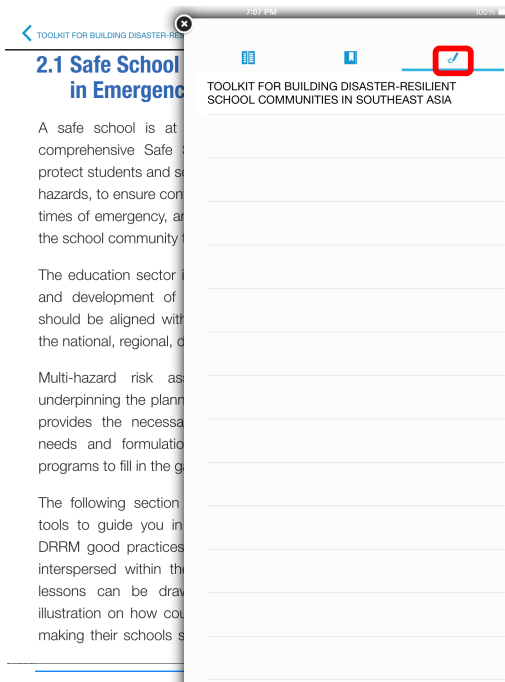 7:07 PM
100%
TOOLKIT FOR BUILDING DISASTER-RES
TOOLKIT FOR BUILDING DISASTER-RESILIENT
SCHOOL COMMUNITIES IN SOUTHEAST ASIA
2.1 Safe School
in Emergenc
A safe school is at
comprehensive Safe
protect students and sc
hazards, to ensure con
times of emergency, ar
the school community
The education sector i
and development of
should be aligned with
the national, regional, d
Multi-hazard risk as
underpinning the plann
provides the necessa
needs and formulatio
programs to fill in the ga
The following section
tools to guide you in
DRRM good practices
interspersed within the
lessons can be draw
illustration on how cou
making their schools s